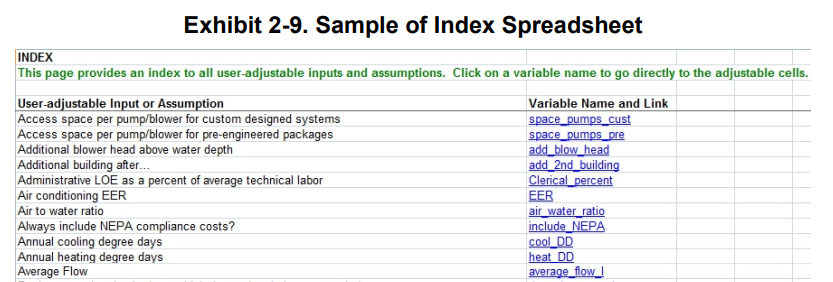 Exhibit 2-9. Sample of Index Spreadsheet
INDEX
This page provides an index to all user-adjustable inputs and assumptions. Click on a variable name to go directly to the adjustable cells.
User-adjustable Input or Assumption Variable Name and Link
Access space per pump/blower for custom designed systems space_pumps_cust
Access space per pump/blower for pre-engineered packages space_pumps_pre
Additional blower head above water depth add_blow_head
Additional building after... add_2nd_building
Administrative LOE as a percent of average technical labor Clerical_percent
Air conditioning EER EER
Air to water ratio air_water_ratio
Always include NEPA compliance costs? include_NEPA
Annual cooling degree days cool_DD
Annual heating degree days heat_DD
Average Flow average_flow_l